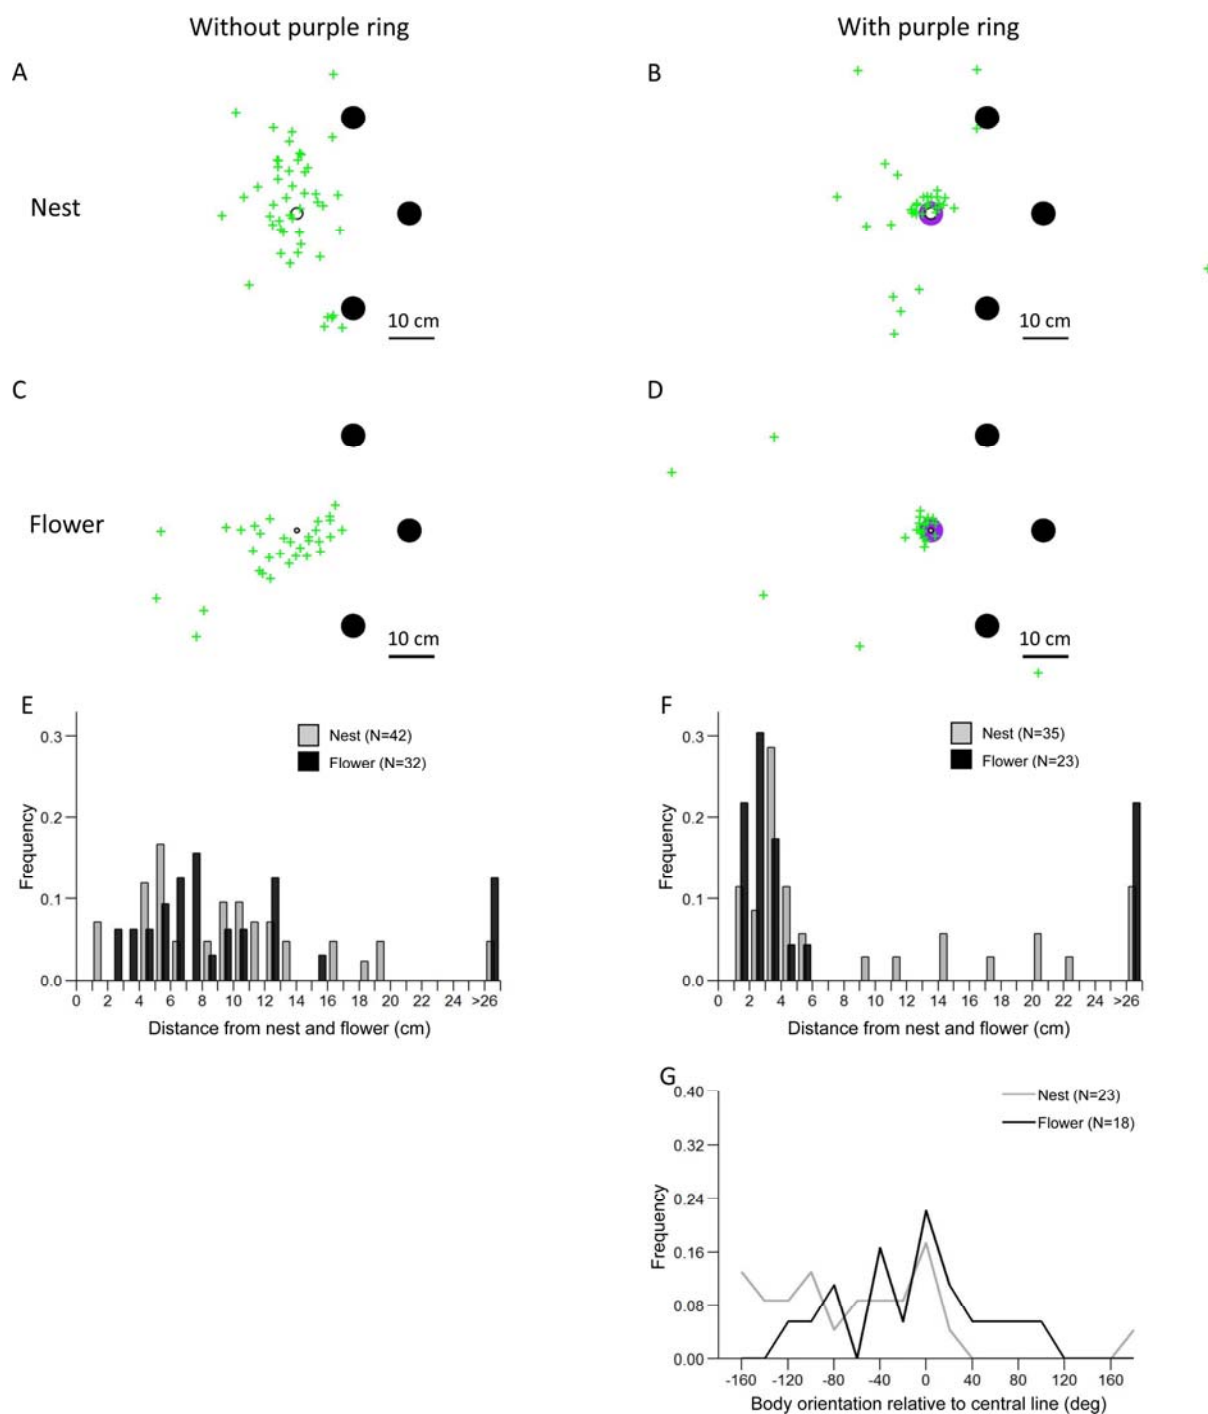 Without purple ring
With purple ring
A
B
Nest
10 cm
10 cm
C
D
Flower
10 cm
10 cm
E
Nest (N=42)
Flower (N=32)
0.3
0.2
0.1
0.0
Frequency
0 2 4 6 8 10 12 14 16 18 20 22 24 >26
Distance from nest and flower (cm)
F
Nest (N=35)
Flower (N=23)
0.3
0.2
0.1
0.0
Frequency
0 2 4 6 8 10 12 14 16 18 20 22 24 >26
Distance from nest and flower (cm)
G
Nest (N=23)
Flower (N=18)
0.40
0.32
0.24
0.16
0.08
0.00
Frequency
-160 -120 -80 -40 0 40 80 120 160
Body orientation relative to central line (deg)